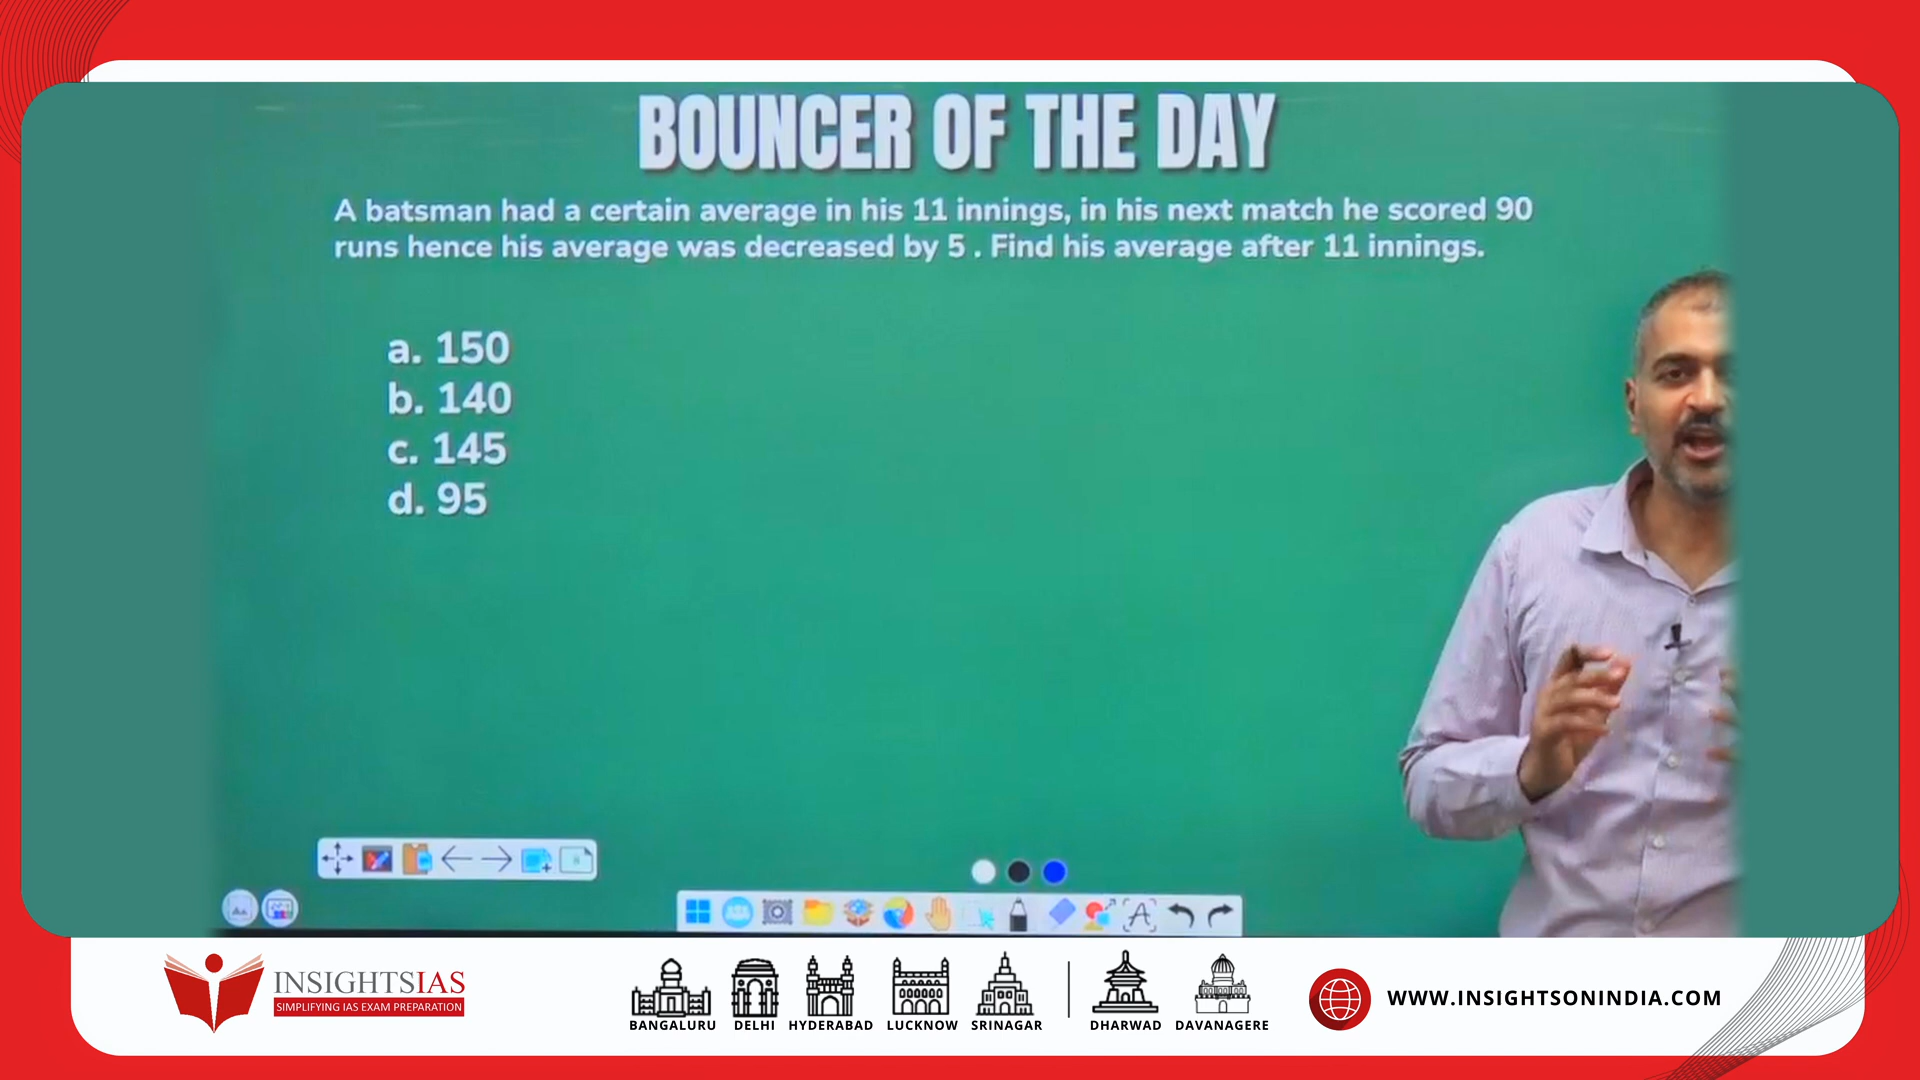 BOUNCER OF THE DAY
A batsman had a certain average in his 11 innings, in his next match he scored 90
runs hence his average was decreased by 5 . Find his average after 11 innings.
a. 150
b. 140
c. 145
d. 95
INSIGHTSIAS
SIMPLIFYING IAS EXAM PREPARATION
BANGALURU DELHI HYDERABAD LUCKNOW SRINAGAR DHARWAD DAVANAGERE
WWW.INSIGHTSONINDIA.COM